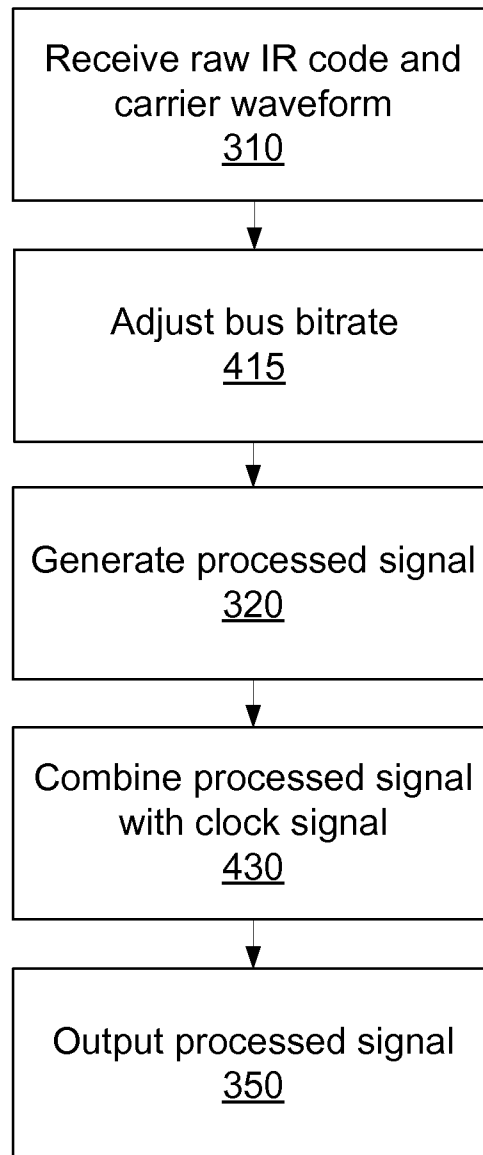 Receive raw IR code and
carrier waveform
310
Adjust bus bitrate
415
Generate processed signal
320
Combine processed signal
with clock signal
430
Output processed signal
350